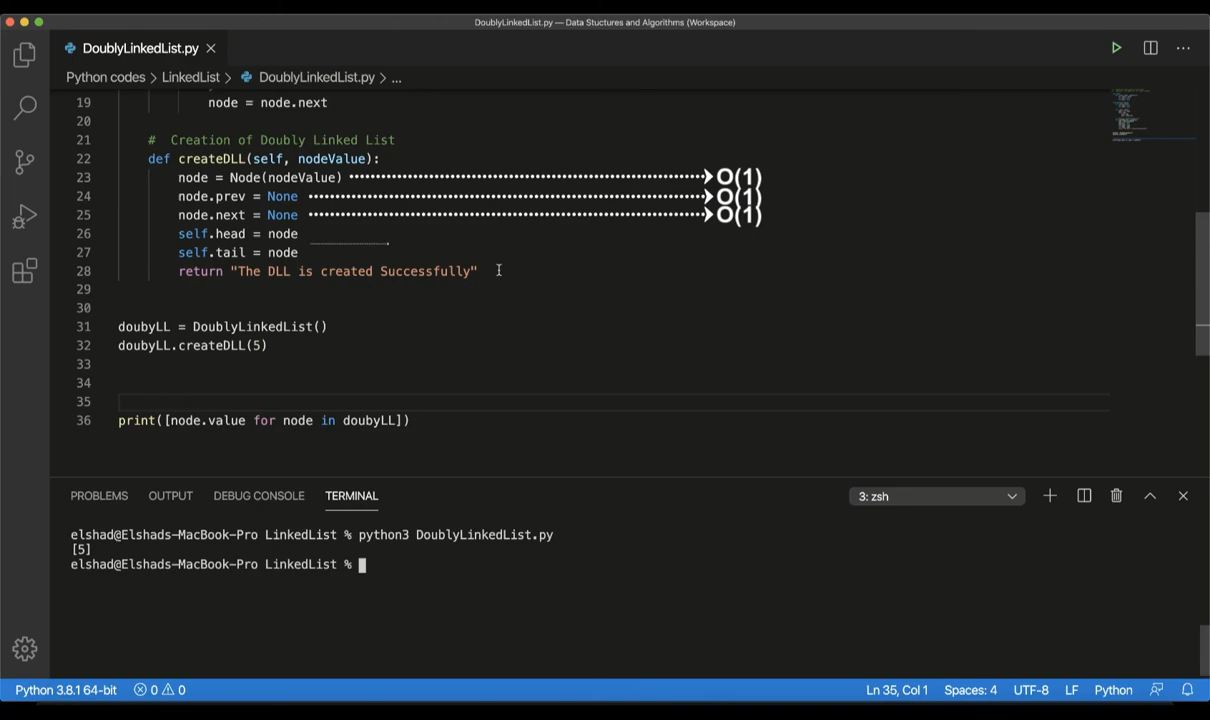 DoublyLinkedList.py — Data Stuctures and Algorithms (Workspace)
DoublyLinkedList.py
Python codes > LinkedList > DoublyLinkedList.py > ...
19 node = node.next
20
21 # Creation of Doubly Linked List
22 def createDLL(self, nodeValue):
23 node = Node(nodeValue) O(1)
24 node.prev = None O(1)
25 node.next = None O(1)
26 self.head = node
27 self.tail = node
28 return "The DLL is created Successfully"
29
30
31 doubyLL = DoublyLinkedList()
32 doubyLL.createDLL(5)
33
34
35
36 print([node.value for node in doubyLL])
PROBLEMS OUTPUT DEBUG CONSOLE TERMINAL 3: zsh
elshad@Elshads-MacBook-Pro LinkedList % python3 DoublyLinkedList.py
[5]
elshad@Elshads-MacBook-Pro LinkedList %
Python 3.8.1 64-bit 0 0 Ln 35, Col 1 Spaces: 4 UTF-8 LF Python